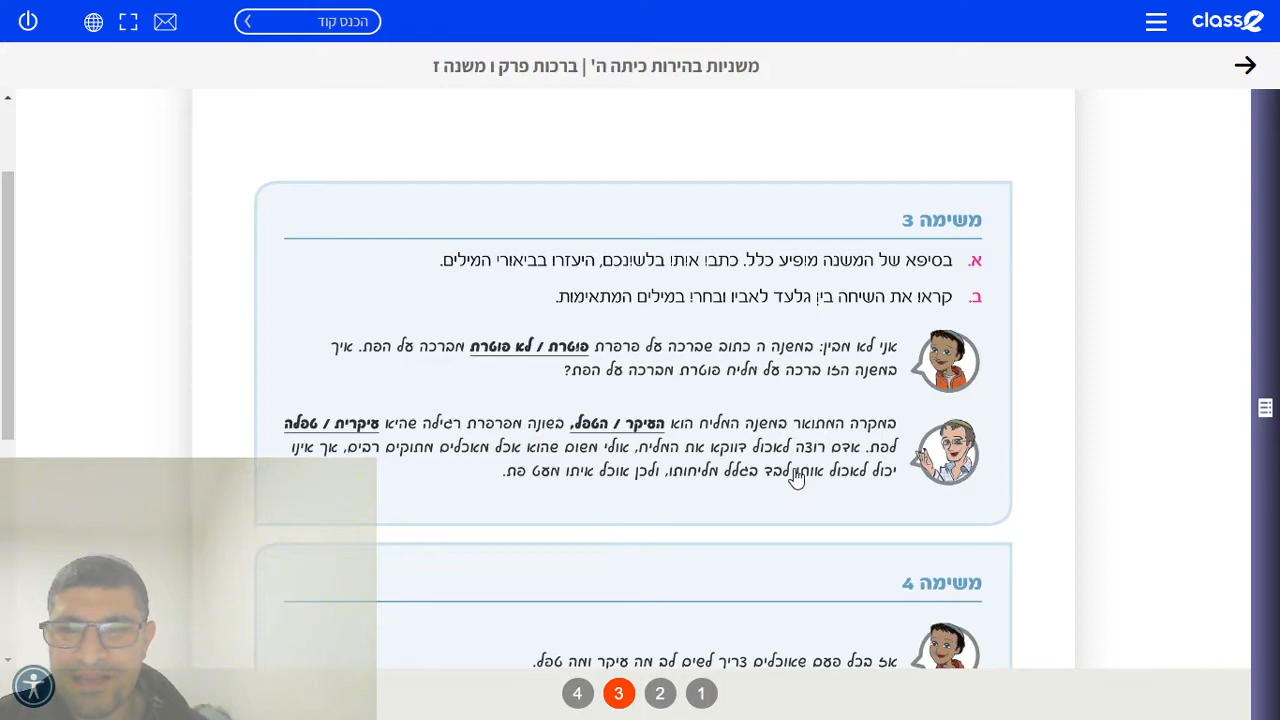 classe
הכנס קוד
משניות בהירות כיתה ה' | ברכות פרק ו משנה ז
משימה 3
א. בסיפא של המשנה מופיע כלל. כתבו אותו בלשונכם, היעזרו בביאורי המילים.
ב. קראו את השיחה בין גלעד לאביו ובחרו במילים המתאימות.
אני לא מבין: במשנה ה כתוב שברכה על פרפרת פוטרת / לא פוטרת מברכה על הפת. איך
במשנה הזו ברכה על מליח פוטרת מברכה על הפת?
במקרה המתואר במשנה המליח הוא העיקר / הטפל, בשונה מפרפרת רגילה שהיא עיקרית / טפלה
לפת. אדם רוצה לאכול דווקא את המליח, אולי משום שהוא אכל מאכלים מתוקים רבים, אך אינו
יכול לאכול אותו לבד בגלל מליחותו, ולכן אוכל איתו מעט פת.
משימה 4
אז בכל פעם שאוכלים צריך לשים לב מה עיקר ומה טפל.
1 2 3 4